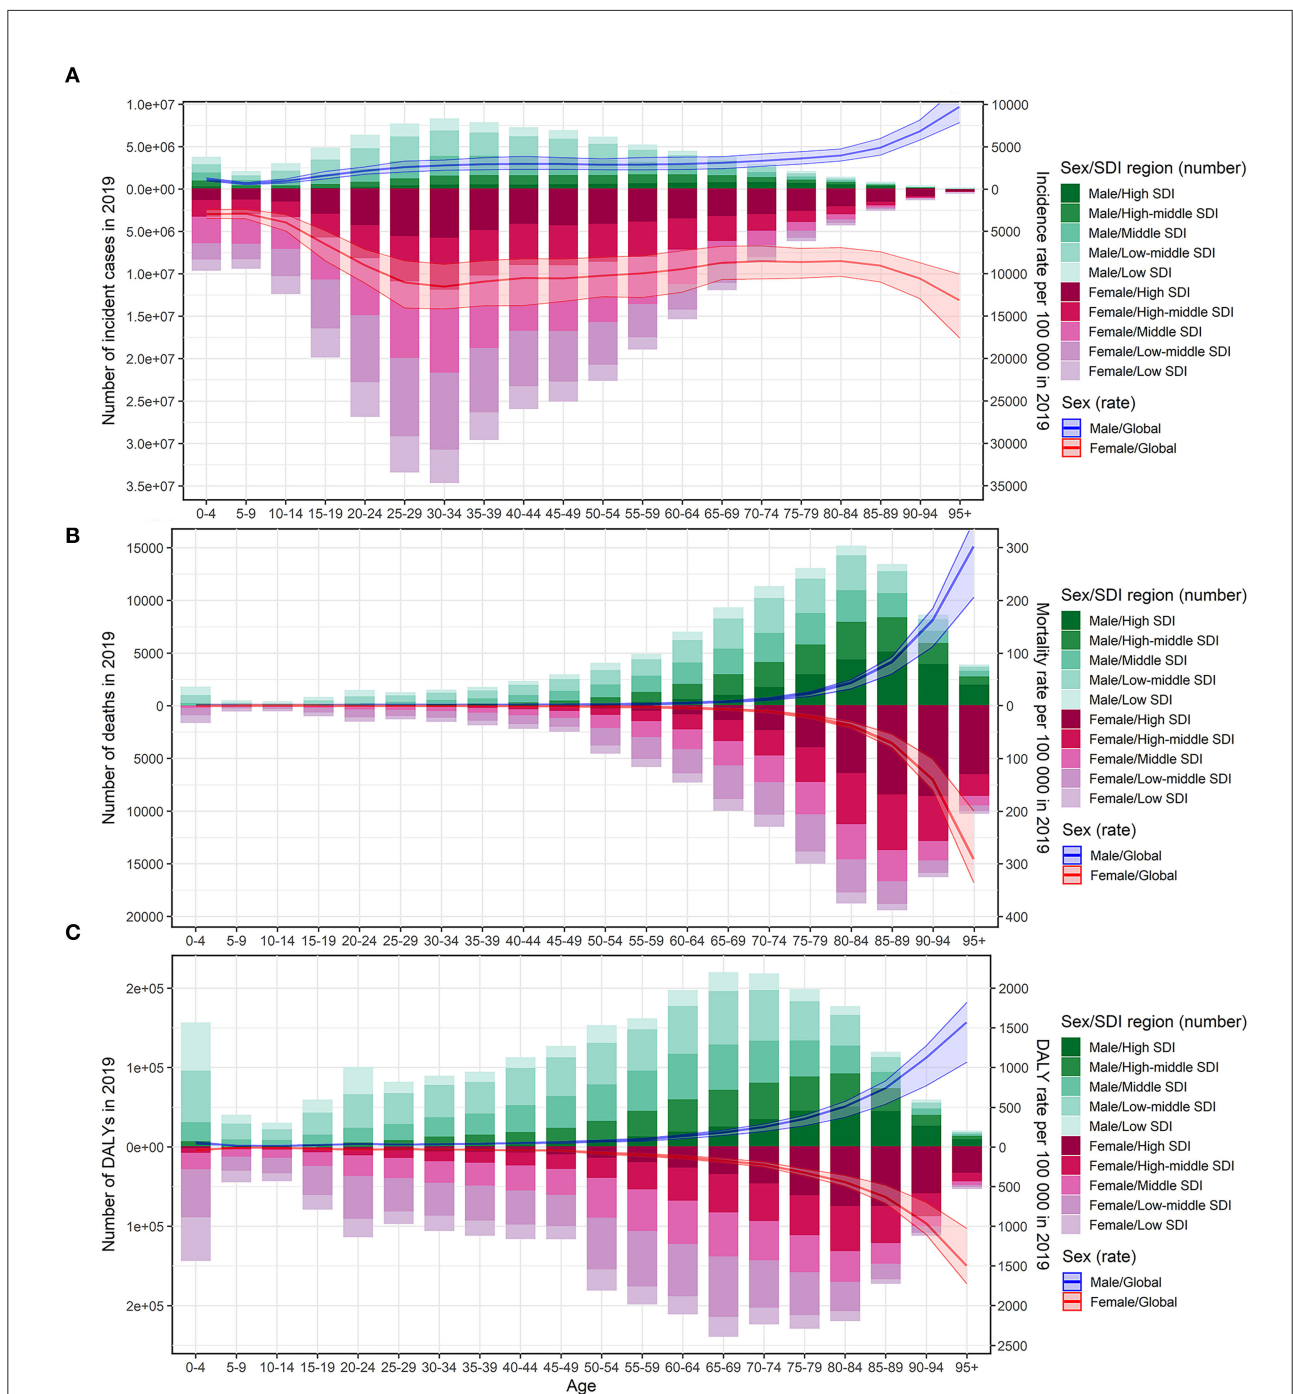 A
1.0e+07
5.0e+06
0.0e+00
5.0e+06
1.0e+07
1.5e+07
2.0e+07
2.5e+07
3.0e+07
3.5e+07
Number of incident cases in 2019
10000
5000
0
5000
10000
15000
20000
25000
30000
35000
Incidence rate per 100 000 in 2019
0-4 5-9 10-14 15-19 20-24 25-29 30-34 35-39 40-44 45-49 50-54 55-59 60-64 65-69 70-74 75-79 80-84 85-89 90-94 95+
Sex/SDI region (number)
Male/High SDI
Male/High-middle SDI
Male/Middle SDI
Male/Low-middle SDI
Male/Low SDI
Female/High SDI
Female/High-middle SDI
Female/Middle SDI
Female/Low-middle SDI
Female/Low SDI
Sex (rate)
Male/Global
Female/Global
B
15000
10000
5000
0
5000
10000
15000
20000
Number of deaths in 2019
300
200
100
0
100
200
300
400
Mortality rate per 100 000 in 2019
0-4 5-9 10-14 15-19 20-24 25-29 30-34 35-39 40-44 45-49 50-54 55-59 60-64 65-69 70-74 75-79 80-84 85-89 90-94 95+
Sex/SDI region (number)
Male/High SDI
Male/High-middle SDI
Male/Middle SDI
Male/Low-middle SDI
Male/Low SDI
Female/High SDI
Female/High-middle SDI
Female/Middle SDI
Female/Low-middle SDI
Female/Low SDI
Sex (rate)
Male/Global
Female/Global
C
2e+05
1e+05
0e+00
1e+05
2e+05
Number of DALYs in 2019
2000
1500
1000
500
0
500
1000
1500
2000
2500
DALY rate per 100 000 in 2019
0-4 5-9 10-14 15-19 20-24 25-29 30-34 35-39 40-44 45-49 50-54 55-59 60-64 65-69 70-74 75-79 80-84 85-89 90-94 95+
Age
Sex/SDI region (number)
Male/High SDI
Male/High-middle SDI
Male/Middle SDI
Male/Low-middle SDI
Male/Low SDI
Female/High SDI
Female/High-middle SDI
Female/Middle SDI
Female/Low-middle SDI
Female/Low SDI
Sex (rate)
Male/Global
Female/Global